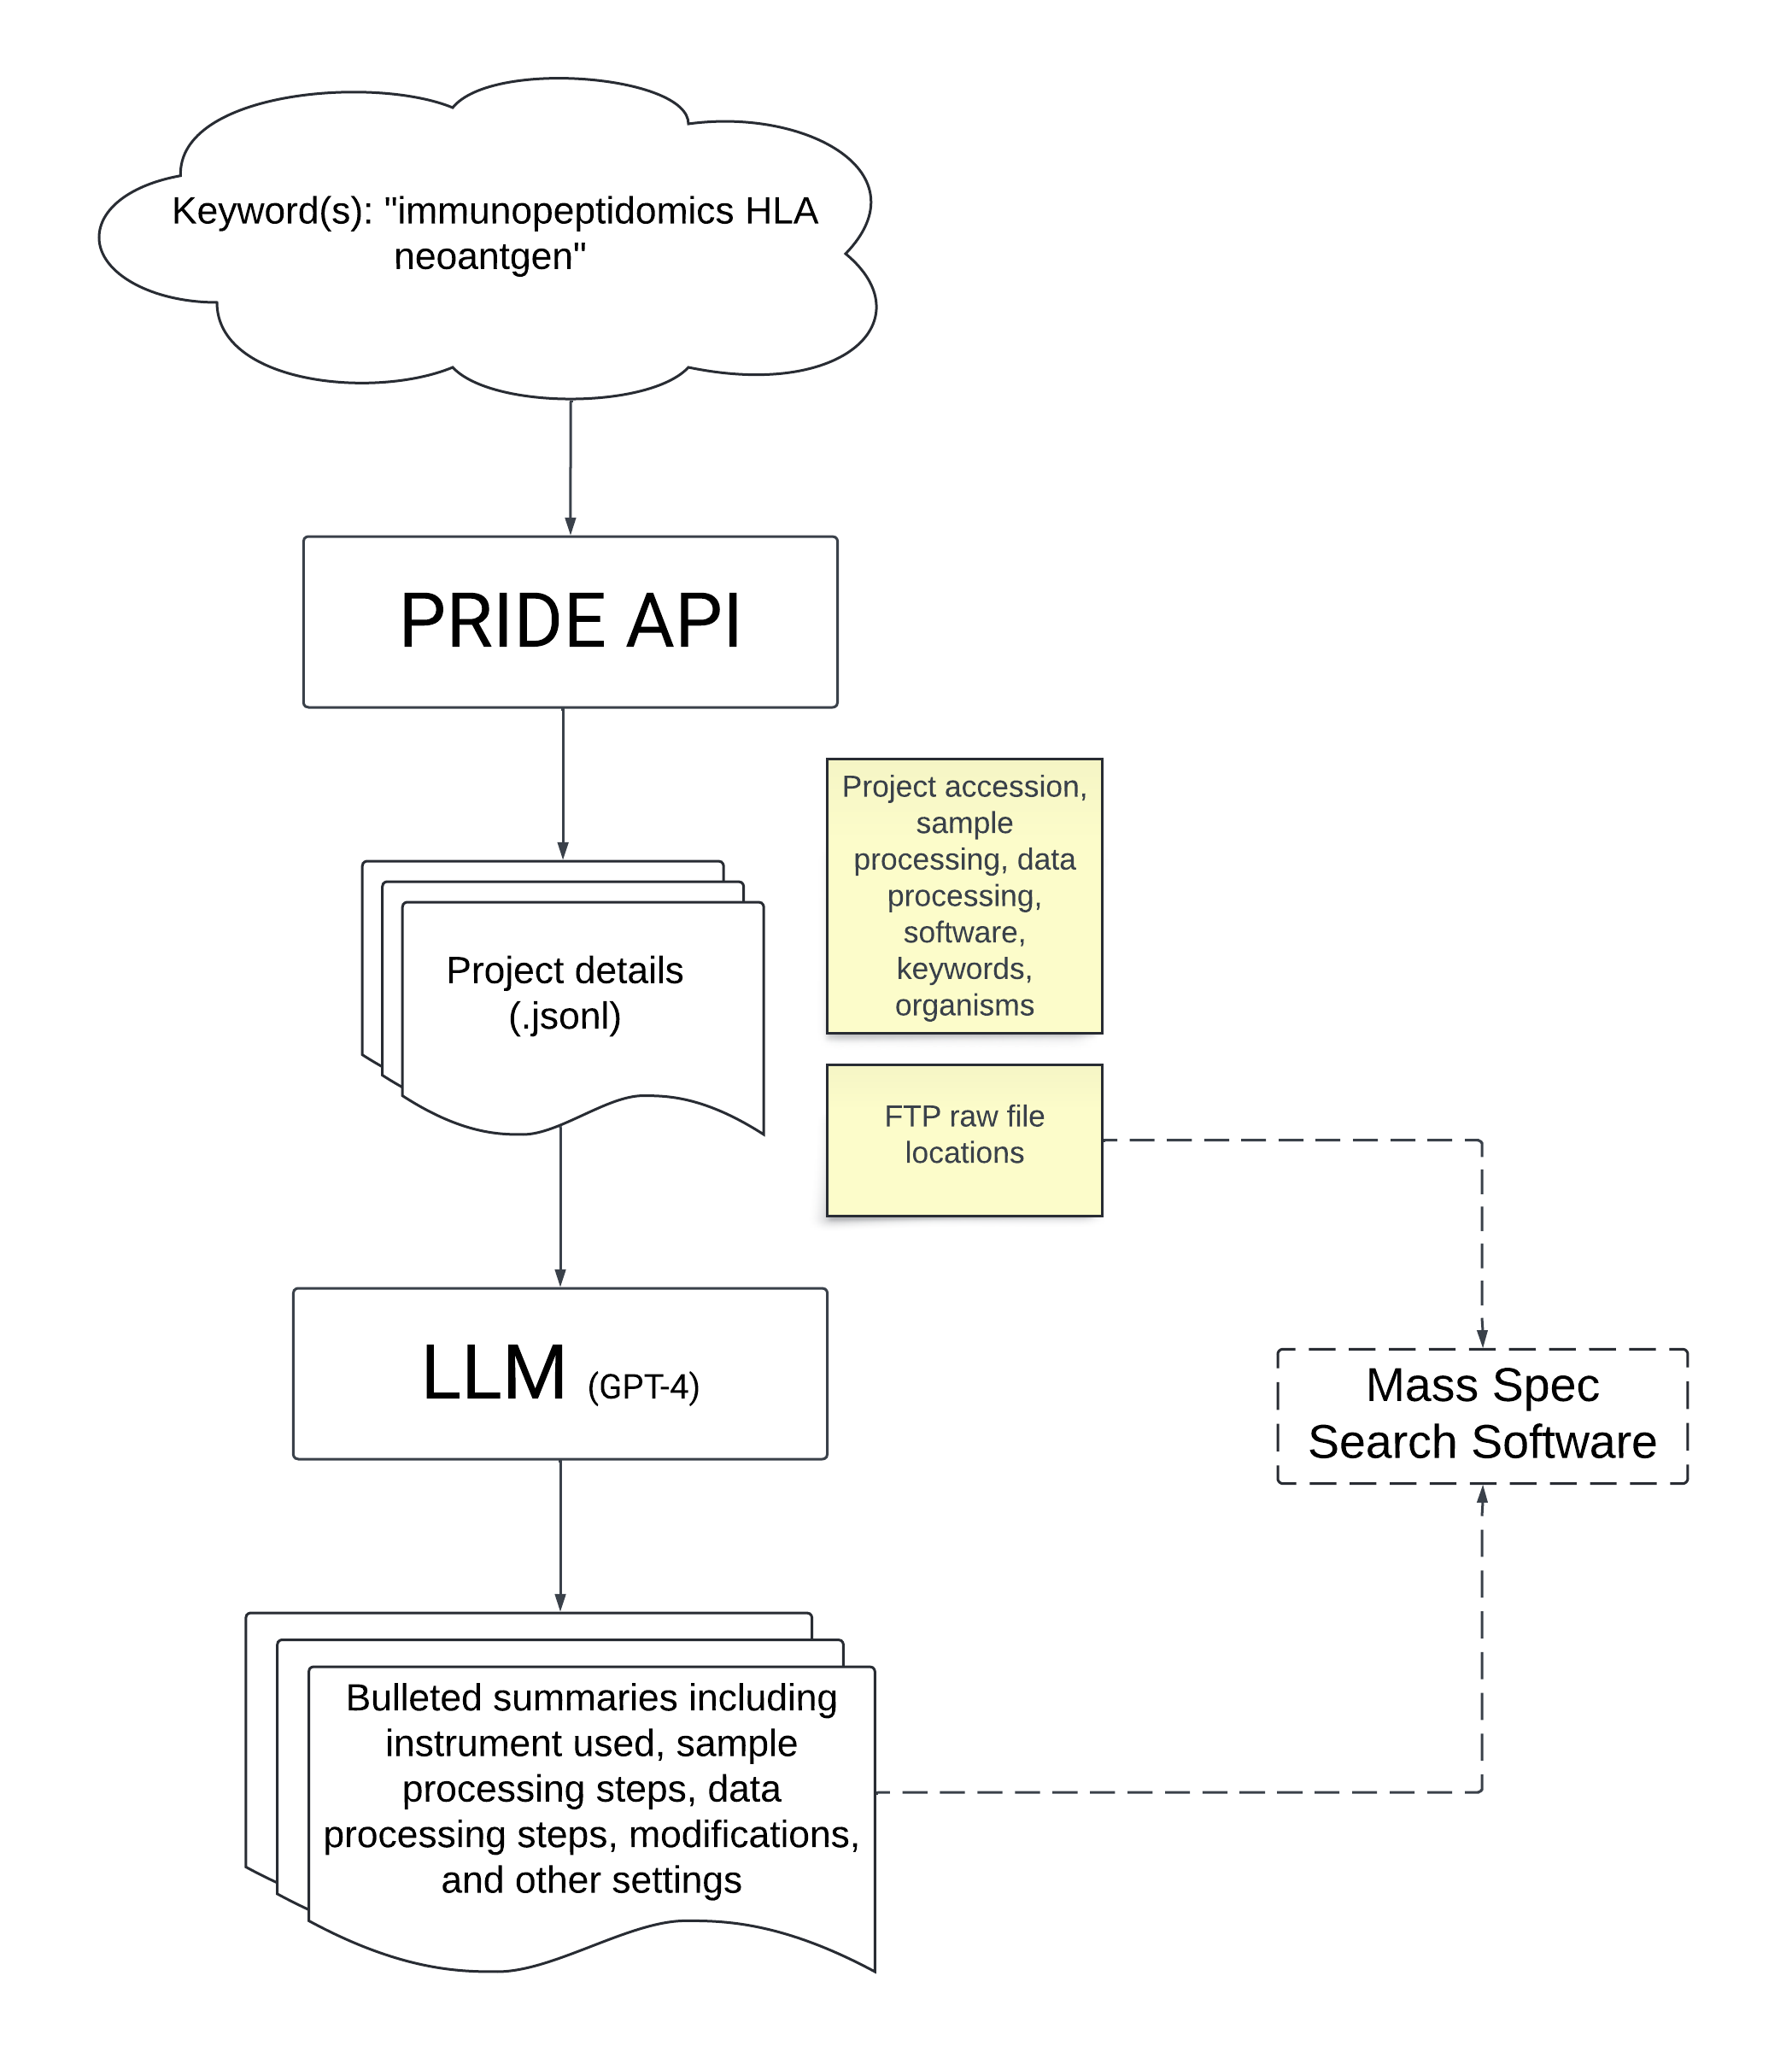 Keyword(s): "immunopeptidomics HLA
neoantgen"
PRIDE API
Project accession,
sample
processing, data
processing,
software,
keywords,
organisms
Project details
(.jsonl)
FTP raw file
locations
LLM (GPT-4)
Mass Spec
Search Software
Bulleted summaries including
instrument used, sample
processing steps, data
processing steps, modifications,
and other settings